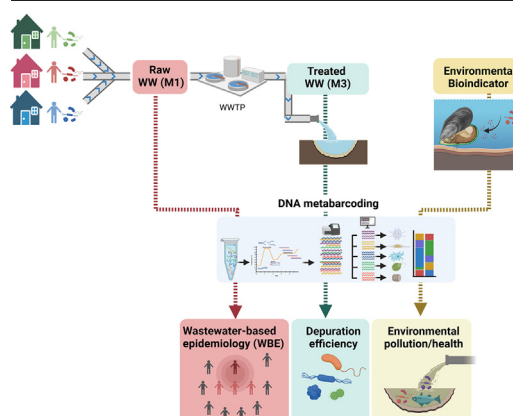 Raw
WW (M1)
WWTP
Treated
WW (M3)
Environmental
Bioindicator
DNA metabarcoding
Wastewater-based
epidemiology (WBE)
Depuration
efficiency
Environmental
pollution/health